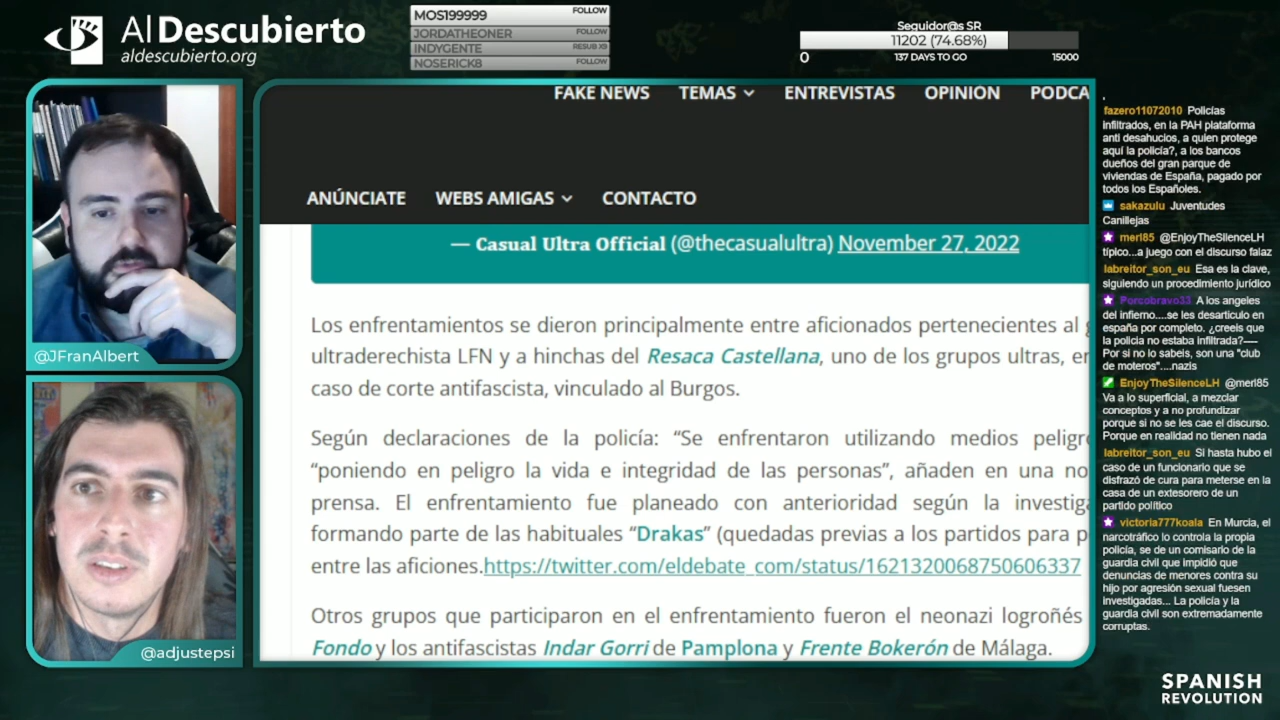 Al Descubierto
aldescubierto.org
MOS199999 FOLLOW
JORDATHEONER FOLLOW
INDYGENTE RESUB X9
NOSERICK8 FOLLOW
Seguidor@s SR
11202 (74.68%)
0 137 DAYS TO GO 15000
@JFranAlbert
@adjustepsi
FAKE NEWS TEMAS ENTREVISTAS OPINION PODCA
ANÚNCIATE WEBS AMIGAS CONTACTO
— Casual Ultra Official (@thecasualultra) November 27, 2022
Los enfrentamientos se dieron principalmente entre aficionados pertenecientes al g
ultraderechista LFN y a hinchas del Resaca Castellana, uno de los grupos ultras, en
caso de corte antifascista, vinculado al Burgos.
Según declaraciones de la policía: “Se enfrentaron utilizando medios peligro
“poniendo en peligro la vida e integridad de las personas”, añaden en una no
prensa. El enfrentamiento fue planeado con anterioridad según la investiga
formando parte de las habituales “Drakas” (quedadas previas a los partidos para p
entre las aficiones.https://twitter.com/eldebate_com/status/1621320068750606337
Otros grupos que participaron en el enfrentamiento fueron el neonazi logroñés
Fondo y los antifascistas Indar Gorri de Pamplona y Frente Bokerón de Málaga.
fazero11072010 Policías
infiltrados, en la PAH plataforma
anti desahucios, a quien protege
aquí la policía?, a los bancos
dueños del gran parque de
viviendas de España, pagado por
todos los Españoles.
sakazulu Juventudes
Canillejas
merl85 @EnjoyTheSilenceLH
típico...a juego con el discurso falaz
labreitor_son_eu Esa es la clave,
siguiendo un procedimiento jurídico
Porcobravo33 A los angeles
del infierno....se les desarticulo en
españa por completo. ¿creeis que
la policia no estaba infiltrada?----
Por si no lo sabeis, son una "club
de moteros"....nazis
EnjoyTheSilenceLH @merl85
Va a lo superficial, a mezclar
conceptos y a no profundizar
porque si no se les cae el discurso.
Porque en realidad no tienen nada
labreitor_son_eu Si hasta hubo el
caso de un funcionario que se
disfrazó de cura para meterse en la
casa de un extesorero de un
partido político
victoria777koala En Murcia, el
narcotráfico lo controla la propia
policía, se de un comisario de la
guardia civil que impidió que
denuncias de menores contra su
hijo por agresión sexual fuesen
investigadas... La policía y la
guardia civil son extremadamente
corruptas.
SPANISH
REVOLUTION